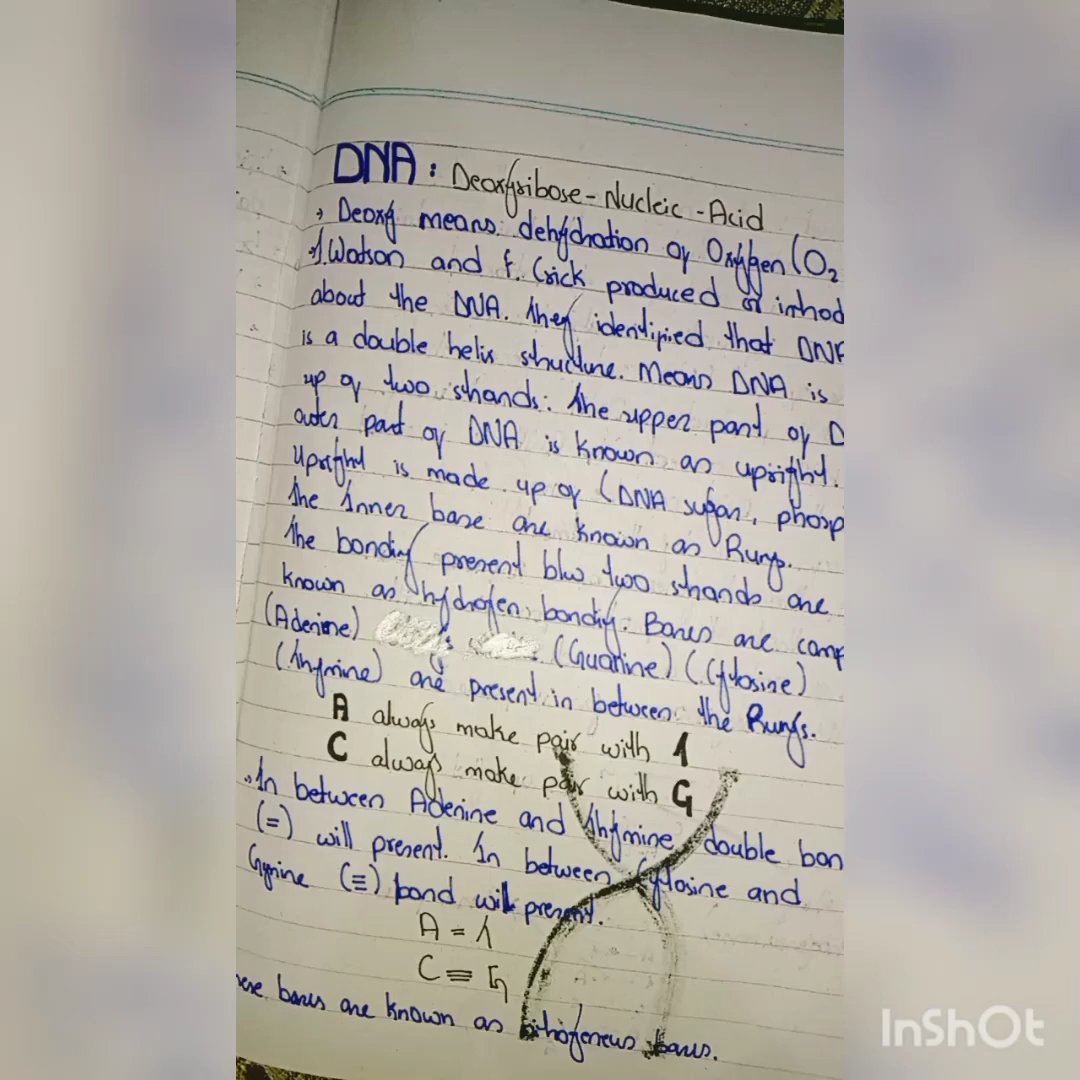 DNA: Deoxyribose-Nucleic-Acid
→ Deoxy means dehydration of Oxygen (O₂
→ J.Watson and F. Crick produced or introd
about the DNA. They identified that DNA
is a double helix structure. Means DNA is
up of two strands. The upper part of D
outer part of DNA is known as upright.
Upright is made up of (DNA sugar, phosp
The Inner base are known as Rungs.
The bonding present b/w two strands are
known as hydrogen bonding. Bases are comp
(Adenine) (Guanine) (Cytosine)
(Thymine) are present in between the Rungs.
A always make pair with T
C always make pair with G
→ In between Adenine and Thymine double bon
(=) will present. In between Cytosine and
(≡) bond will present.
A = T
C ≡ G
bases are known as bases.
InShOt